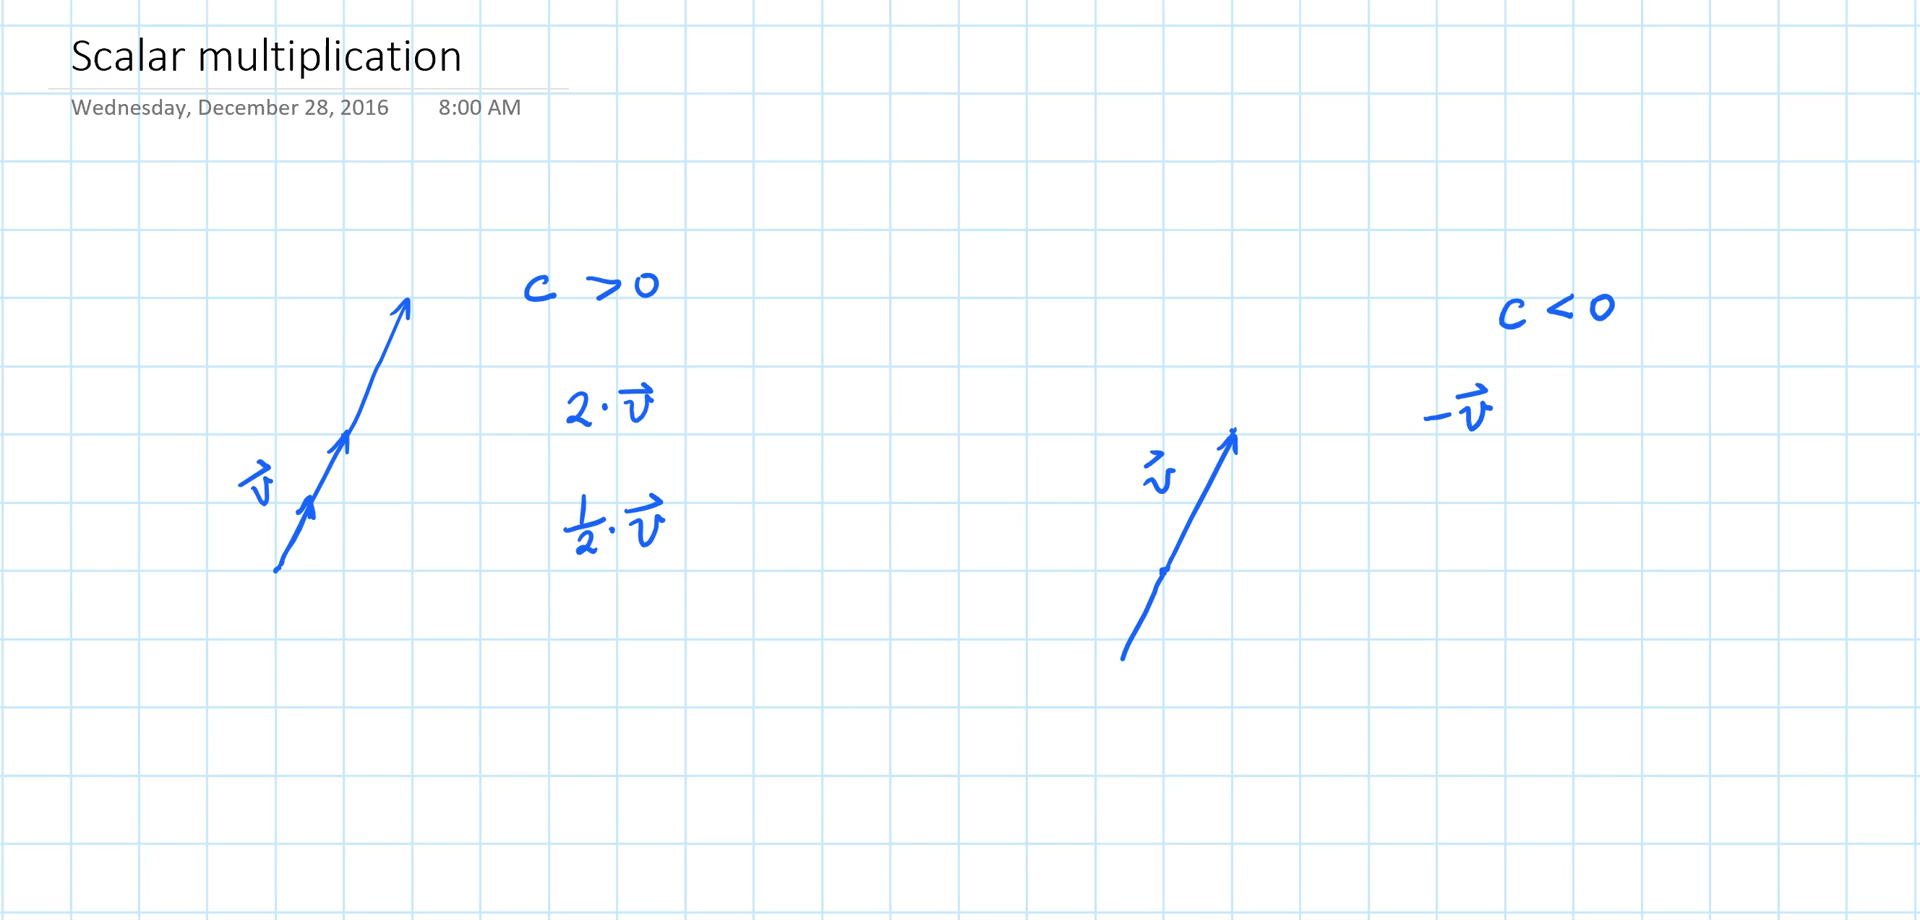 Scalar multiplication
Wednesday, December 28, 2016 8:00 AM
c > 0
2 · v⃗
v⃗
1/2 · v⃗
c < 0
-v⃗
v⃗